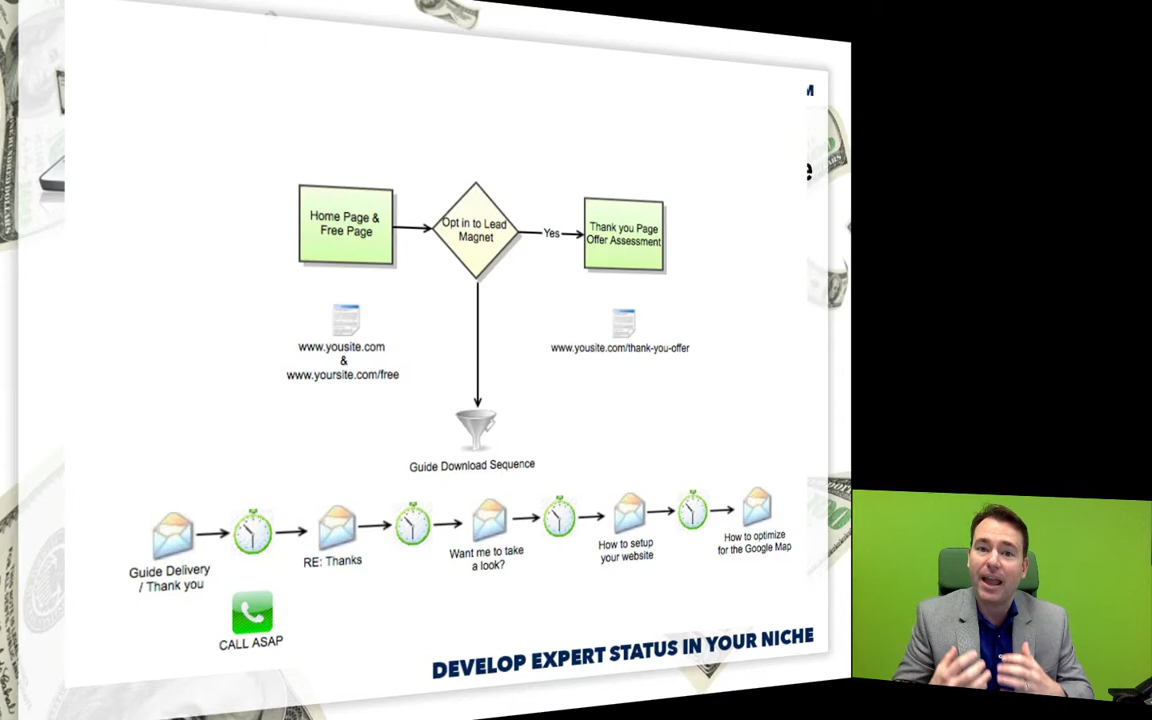 M
e
Home Page &
Free Page
Opt in to Lead
Magnet
Yes
Thank you Page
Offer Assessment
www.yousite.com
&
www.yoursite.com/free
www.yousite.com/thank-you-offer
Guide Download Sequence
Guide Delivery
/ Thank you
RE: Thanks
Want me to take
a look?
How to setup
your website
How to optimize
for the Google Map
CALL ASAP
DEVELOP EXPERT STATUS IN YOUR NICHE